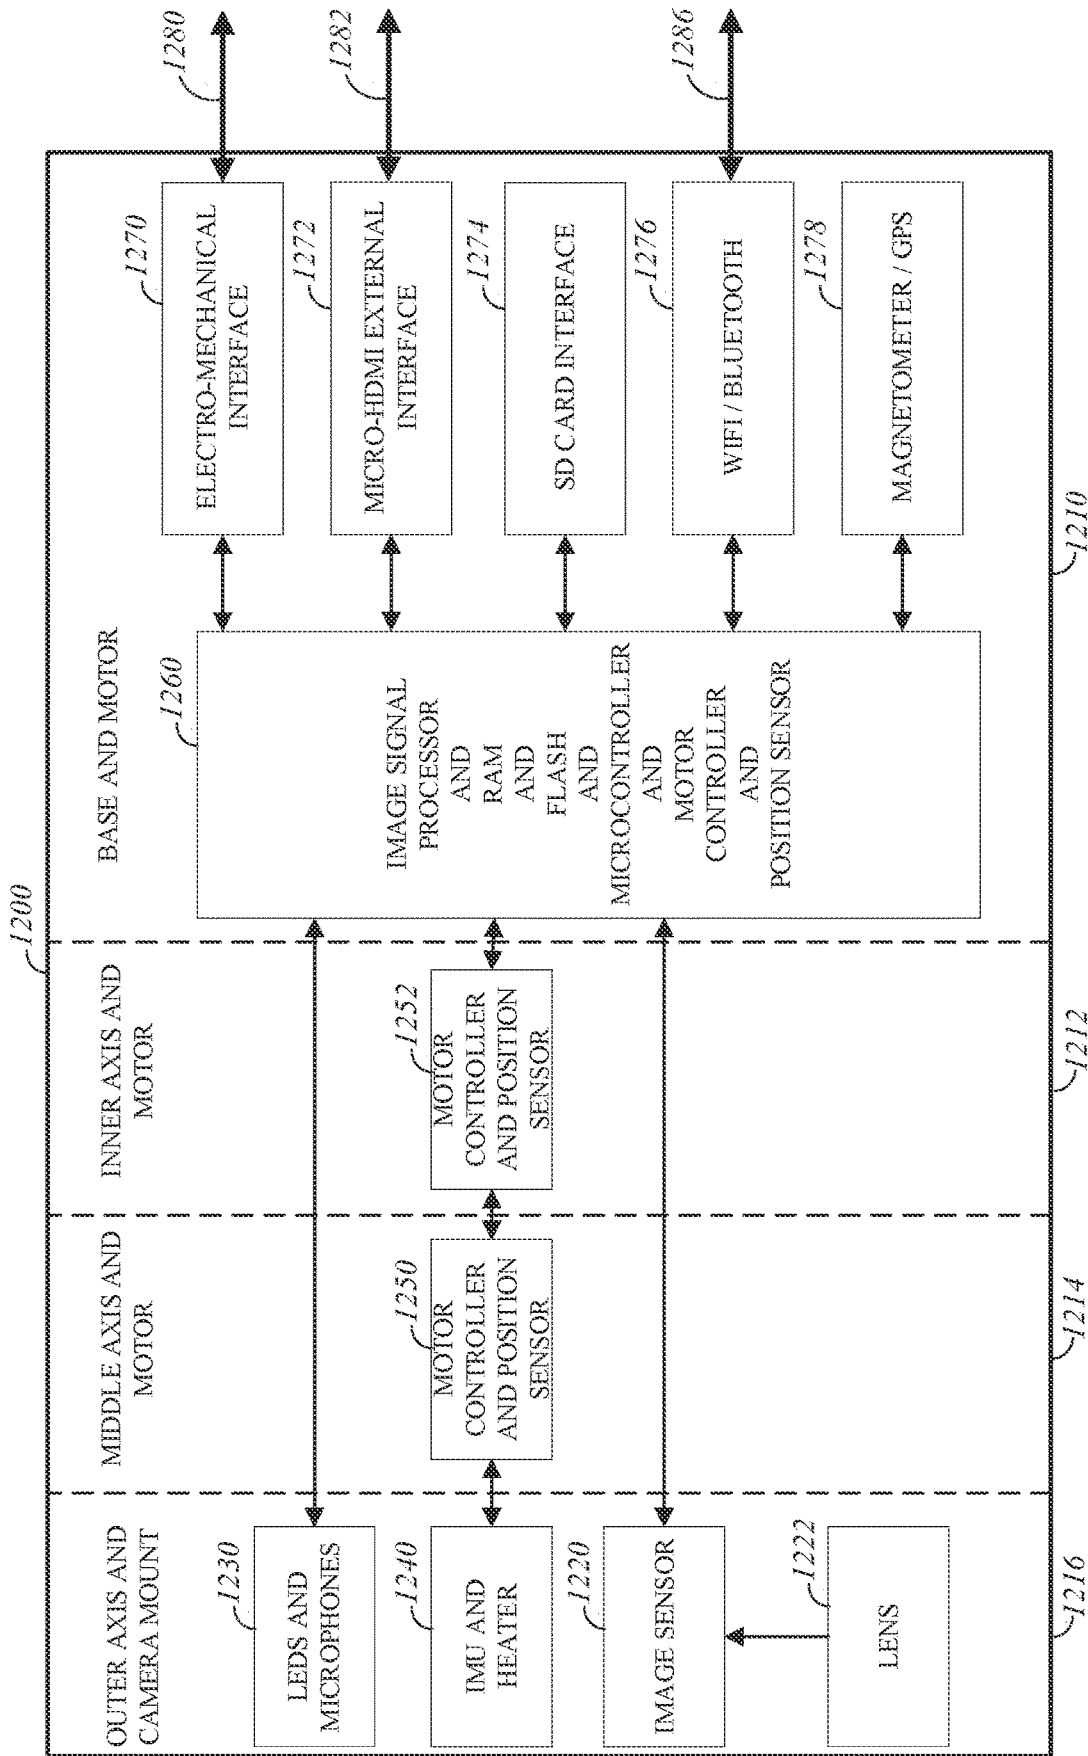 1200
OUTER AXIS AND
CAMERA MOUNT
MIDDLE AXIS AND
MOTOR
INNER AXIS AND
MOTOR
BASE AND MOTOR
1230
LEDS AND
MICROPHONES
1240
IMU AND
HEATER
1220
IMAGE SENSOR
1222
LENS
1250
MOTOR
CONTROLLER
AND POSITION
SENSOR
1252
MOTOR
CONTROLLER
AND POSITION
SENSOR
1260
IMAGE SIGNAL
PROCESSOR
AND
RAM
AND
FLASH
AND
MICROCONTROLLER
AND
MOTOR
CONTROLLER
AND
POSITION SENSOR
1270
ELECTRO-MECHANICAL
INTERFACE
1272
MICRO-HDMI EXTERNAL
INTERFACE
1274
SD CARD INTERFACE
1276
WIFI / BLUETOOTH
1278
MAGNETOMETER / GPS
1280
1282
1286
1216
1214
1212
1210